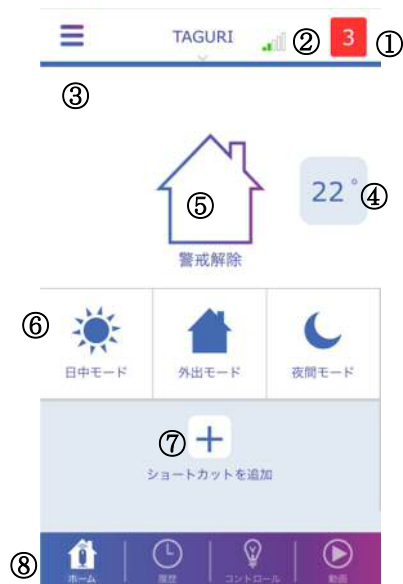 TAGURI ② 3 ①
③
22° ④
⑤
警戒解除
⑥
日中モード 外出モード 夜間モード
⑦
ショートカットを追加
⑧ ホーム 履歴 コントロール 動画